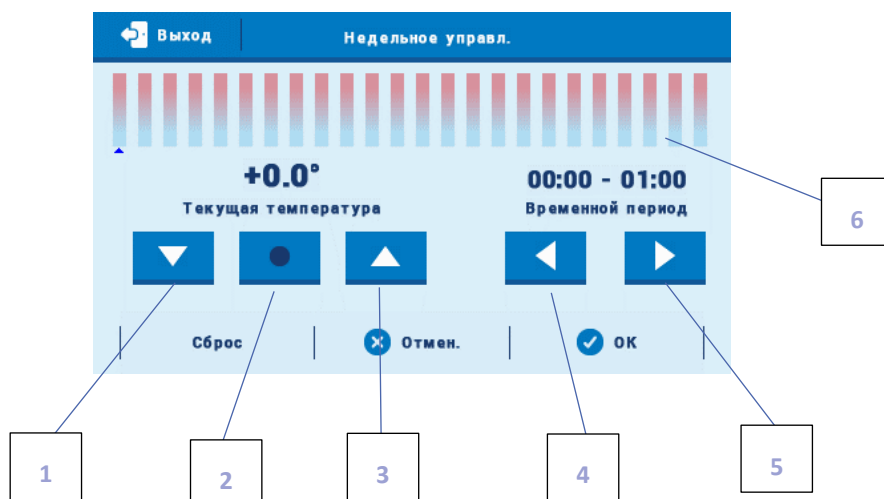 Выход
Недельное управл.
+0.0°
00:00 - 01:00
Текущая температура
Временной период
6
Сброс
Отмен.
OK
1
2
3
4
5